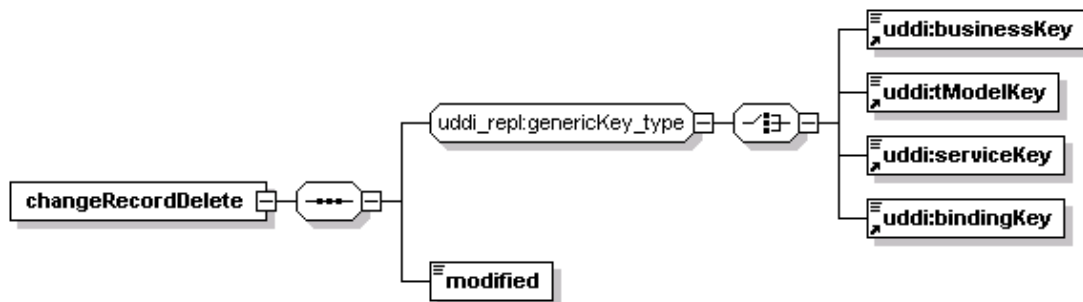 uddi:businessKey
uddi:tModelKey
uddi_repl:genericKey_type
uddi:serviceKey
changeRecordDelete
uddi:bindingKey
modified